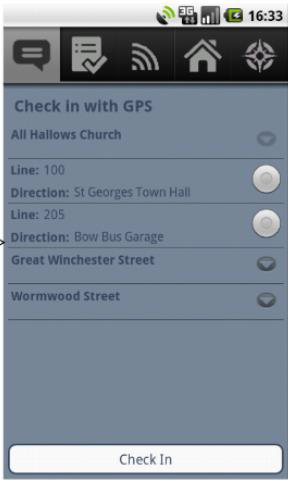 3G
16:33
Check in with GPS
All Hallows Church
Line: 100
Direction: St Georges Town Hall
Line: 205
Direction: Bow Bus Garage
Great Winchester Street
Wormwood Street
Check In